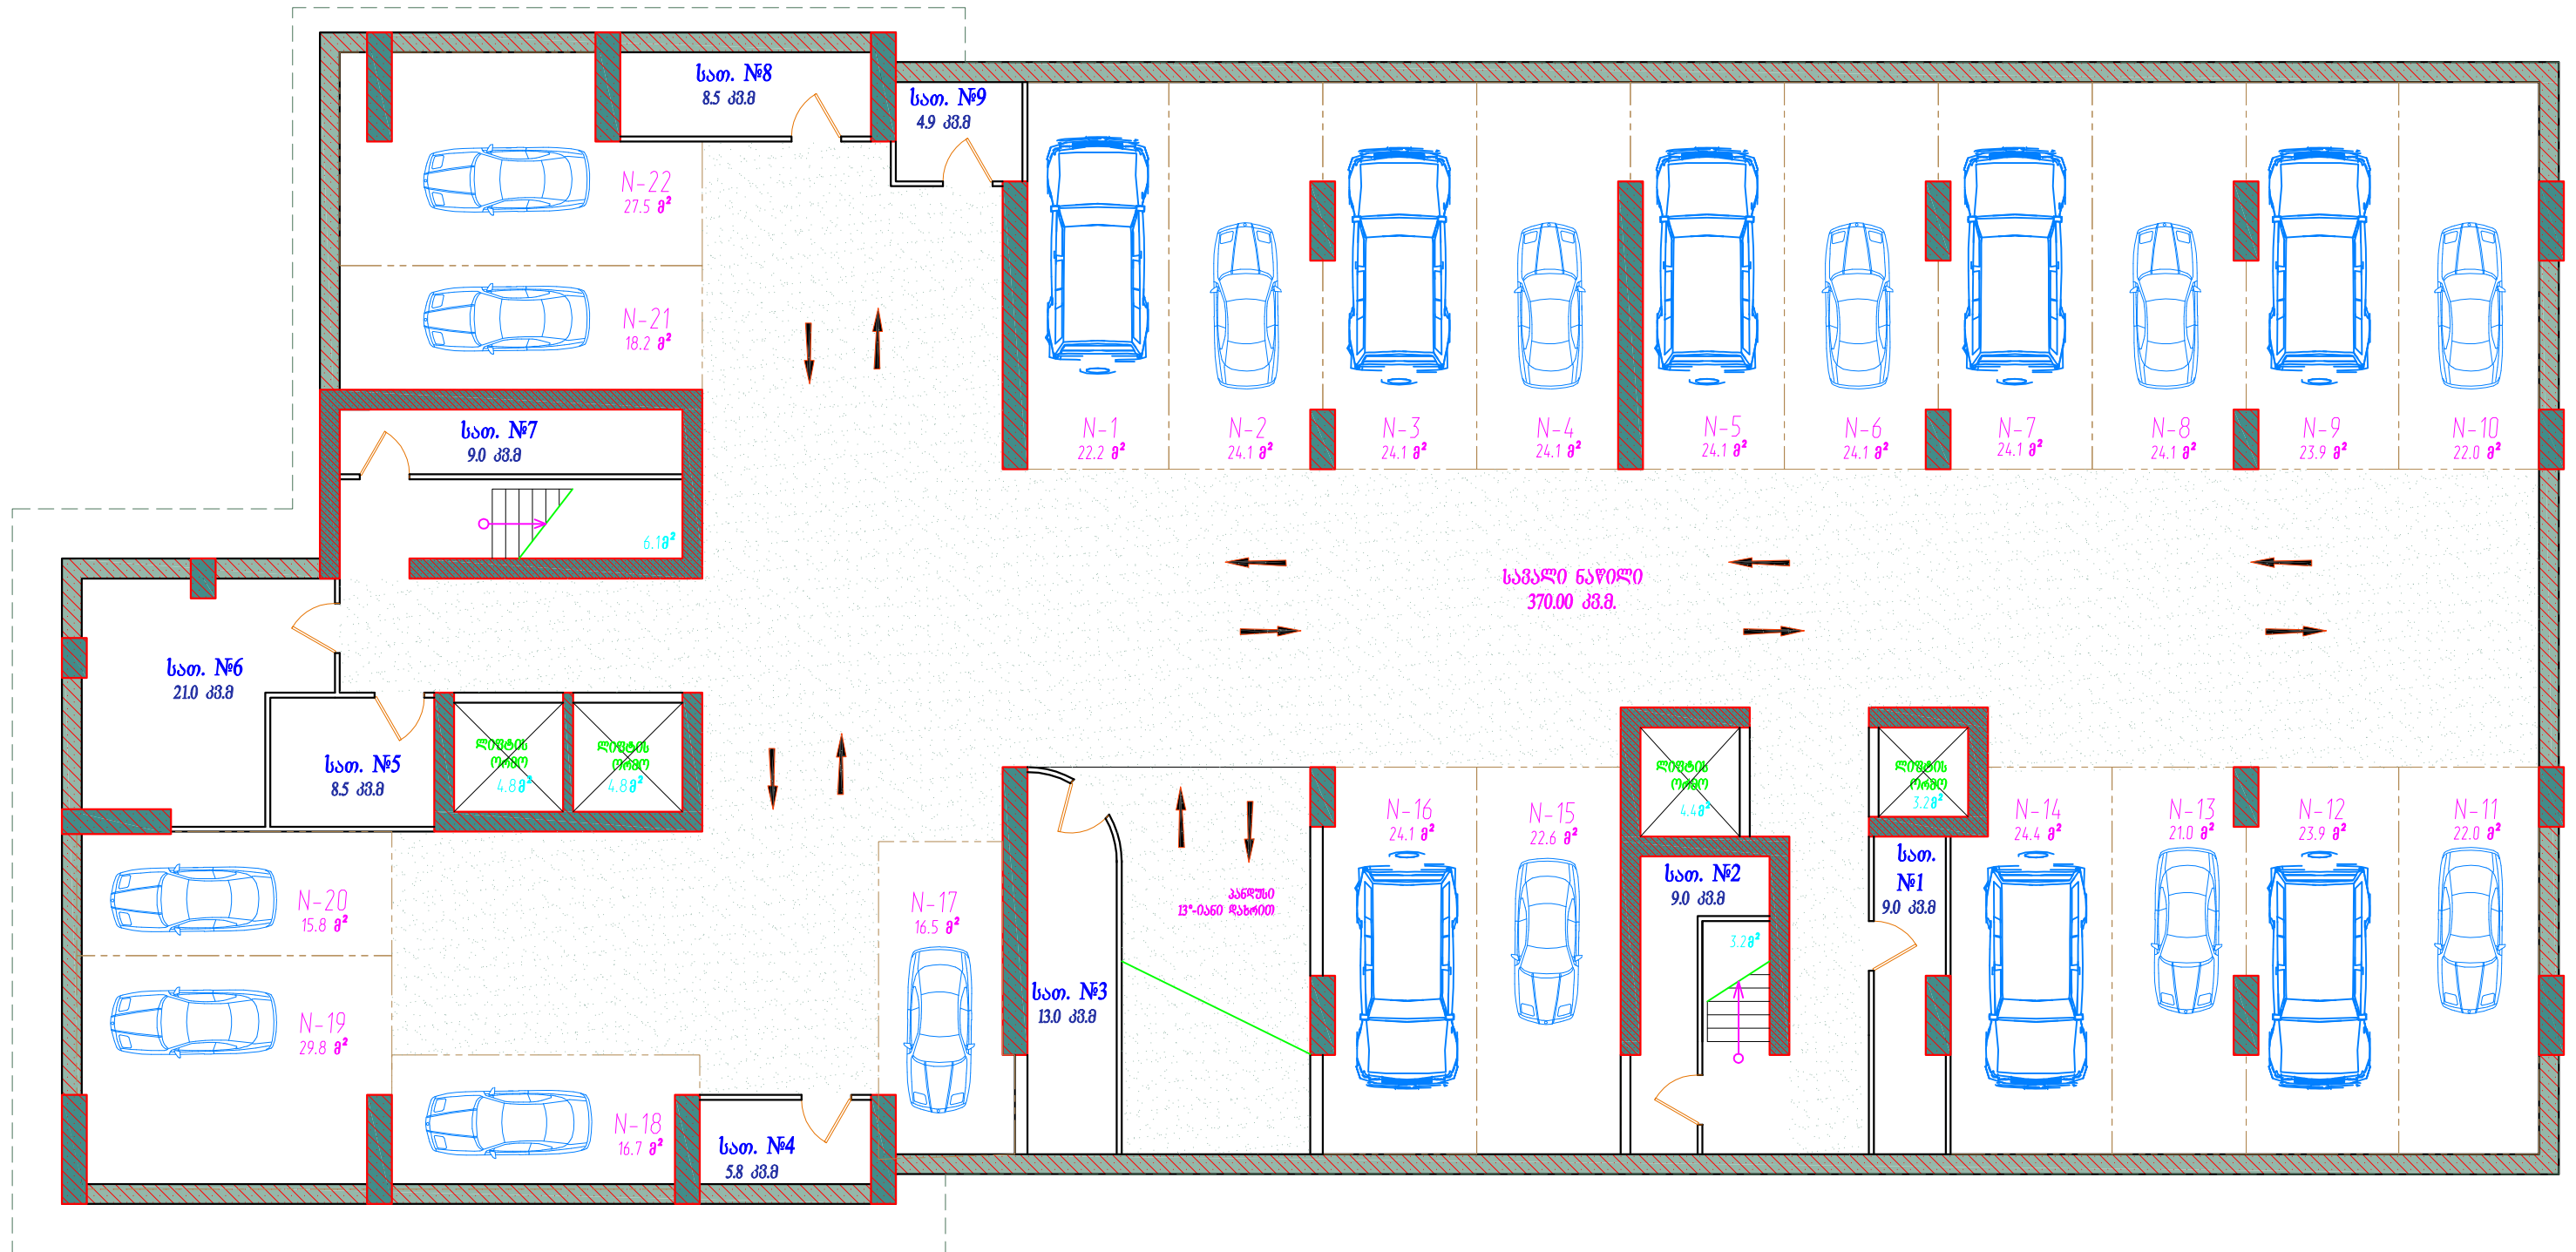 სათ. №8
8.5 კვ.მ
სათ. №9
4.9 კვ.მ
N-22
27.5 მ²
N-21
18.2 მ²
N-1
22.2 მ²
N-2
24.1 მ²
N-3
24.1 მ²
N-4
24.1 მ²
N-5
24.1 მ²
N-6
24.1 მ²
N-7
24.1 მ²
N-8
24.1 მ²
N-9
23.9 მ²
N-10
22.0 მ²
სათ. №7
9.0 კვ.მ
6.1მ²
სავალი ნაწილი
370.00 კვ.მ.
სათ. №6
21.0 კვ.მ
სათ. №5
8.5 კვ.მ
ლიფტის
ორმო
4.8მ²
ლიფტის
ორმო
4.8მ²
ლიფტის
ორმო
4.4მ²
ლიფტის
ორმო
3.2მ²
N-16
24.1 მ²
N-15
22.6 მ²
N-14
24.4 მ²
N-13
21.0 მ²
N-12
23.9 მ²
N-11
22.0 მ²
სათ. №2
9.0 კვ.მ
სათ.
№1
9.0 კვ.მ
3.2მ²
N-20
15.8 მ²
N-17
16.5 მ²
პანდუსი
13°-იანი დახრით
N-19
29.8 მ²
სათ. №3
13.0 კვ.მ
N-18
16.7 მ²
სათ. №4
5.8 კვ.მ